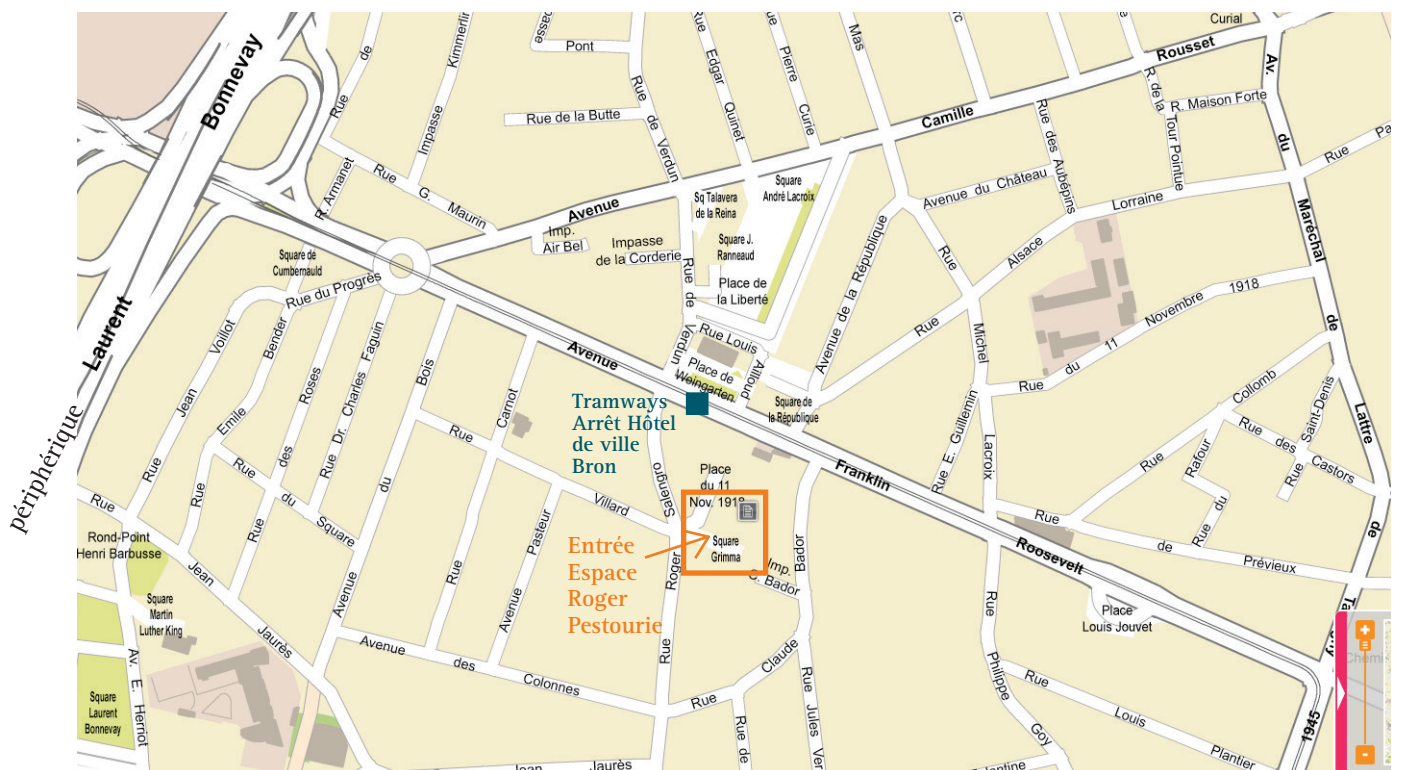 Curial
Rousset
Camille
Av.
du
Maréchal
de
Lattre
de
1945
R. Maison Forte
R. de la
Tour Pointue
Rue des Aubépins
Avenue du Château
Lorraine
Alsace
Rue
Rue
Mas
Rue
Pierre
Curie
Rue
Edgar
Quinet
Rue
de
Verdun
Pont
Rue de la Butte
Impasse
Kimmerlin
Rue de
Bonnevay
Laurent
périphérique
R. Armanet
Rue
G.
Maurin
Avenue
Imp.
Air Bel
Impasse
de la Corderie
Sq Talavera
de la Reina
Square
André Lacroix
Square J.
Ranneaud
Place de
la Liberté
Rue de Verdun
Rue Louis
Ailloud
Place de
Weingarten
Square de
la République
Avenue de la République
Rue
Michel
Lacroix
Rue E. Guillemin
Rue
du
11
Novembre
1918
Rue
Collomb
Rue
des
Castors
Rue
Saint-Denis
Rue du
Rafour
Square de
Cumbernauld
Rue du Progrès
Rue
Jean
Voillot
Rue
Emile
Bender
Rue
des
Roses
Rue Dr. Charles Faguin
Avenue
du
Bois
Rue
Carnot
Avenue
Pasteur
Rue
du
Square
Rue
Villard
Avenue
Franklin
Roosevelt
Tramways
Arrêt Hôtel
de ville
Bron
Place
du 11
Nov. 1918
Square
Grimma
Entrée
Espace
Roger
Pestourie
Rue
Roger
Salengro
Imp.
C. Bador
Bador
Claude
Rue
Rue
de
Prévieux
Place
Louis Jouvet
Rue
Philippe
Goy
Rue
Louis
Plantier
Rue
Rond-Point
Henri Barbusse
Square
Martin
Luther King
Jean
Jaurès
Avenue
des
Colonnes
Av. E. Herriot
Square
Laurent
Bonnevay
Rue de
Rue Jules
Jaurès